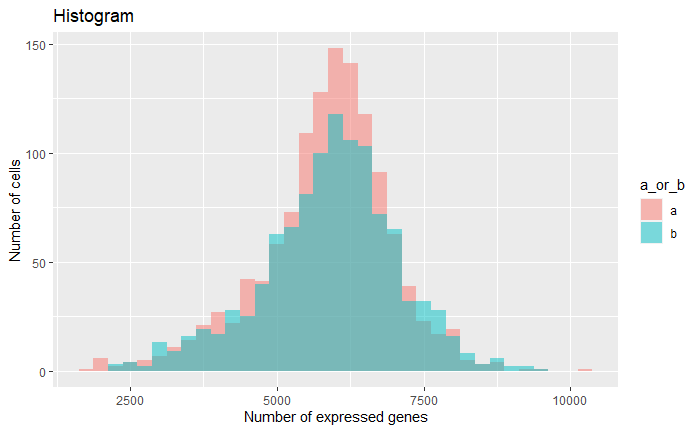 Histogram
150
100
50
0
Number of cells
2500
5000
7500
10000
Number of expressed genes
a_or_b
a
b